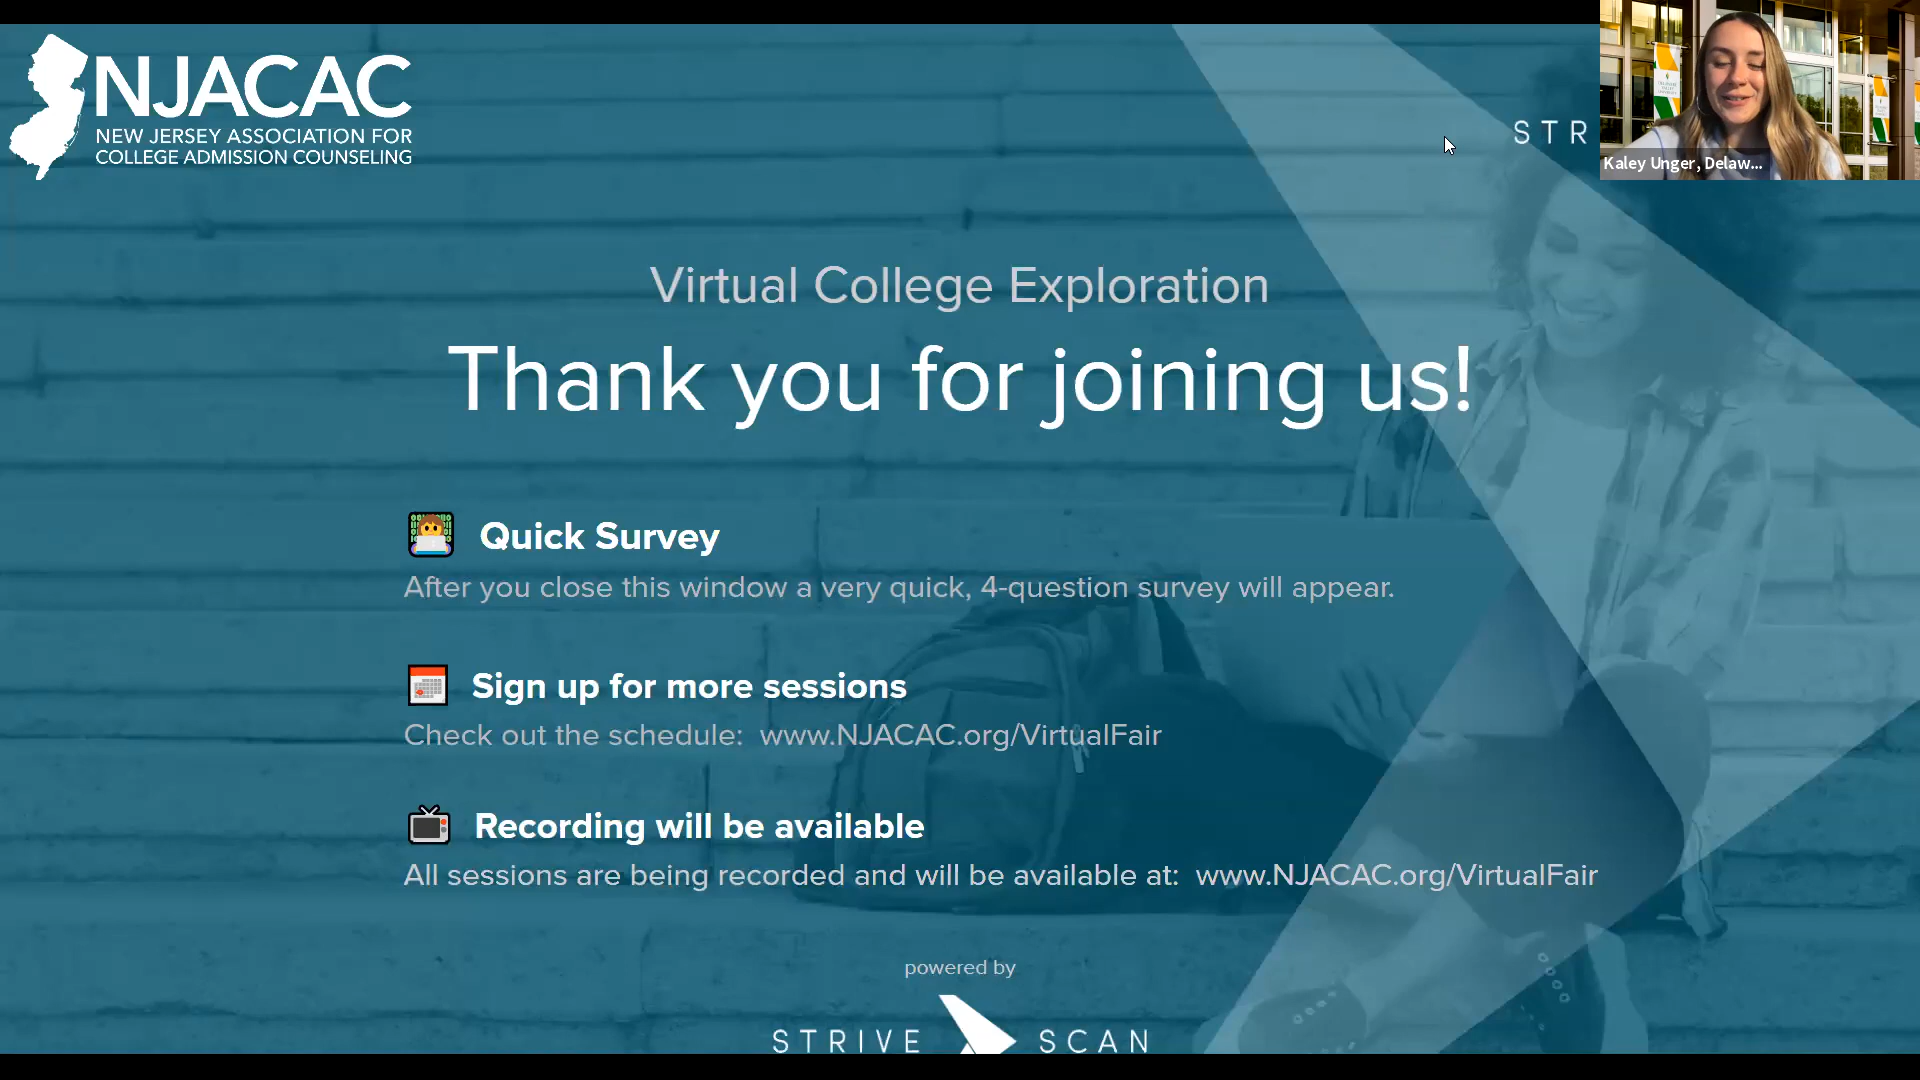 NJACAC
NEW JERSEY ASSOCIATION FOR
COLLEGE ADMISSION COUNSELING
STR
Kaley Unger, Delaw...
Virtual College Exploration
Thank you for joining us!
Quick Survey
After you close this window a very quick, 4-question survey will appear.
Sign up for more sessions
Check out the schedule: www.NJACAC.org/VirtualFair
Recording will be available
All sessions are being recorded and will be available at: www.NJACAC.org/VirtualFair
powered by
STRIVE SCAN